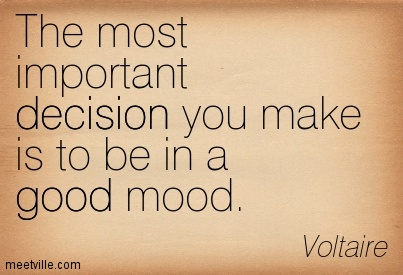 The most
important
decision you make
is to be in a
good mood.
Voltaire
meetville.com